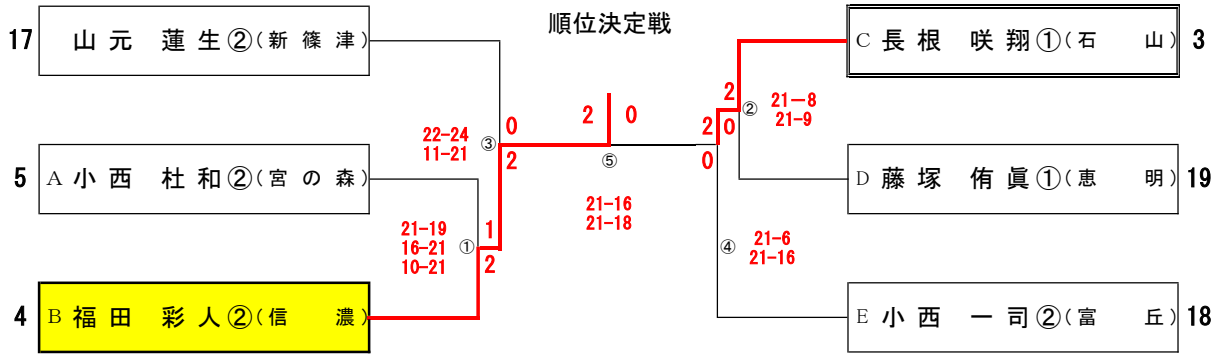 順位決定戦
17 山元 蓮生②(新篠津)
C 長根 咲翔①(石 山) 3
2 ② 21－8
21-9
2 0
0
22-24
11-21
③ 0
2
2 0
⑤
21-16
21-18
2 0
0
5 A 小西 杜和②(宮の森)
D 藤塚 侑眞①(恵 明) 19
21-19
16-21
10-21
① 1
2
④ 21-6
21-16
4 B 福田 彩人②(信 濃)
E 小西 一司②(富 丘) 18